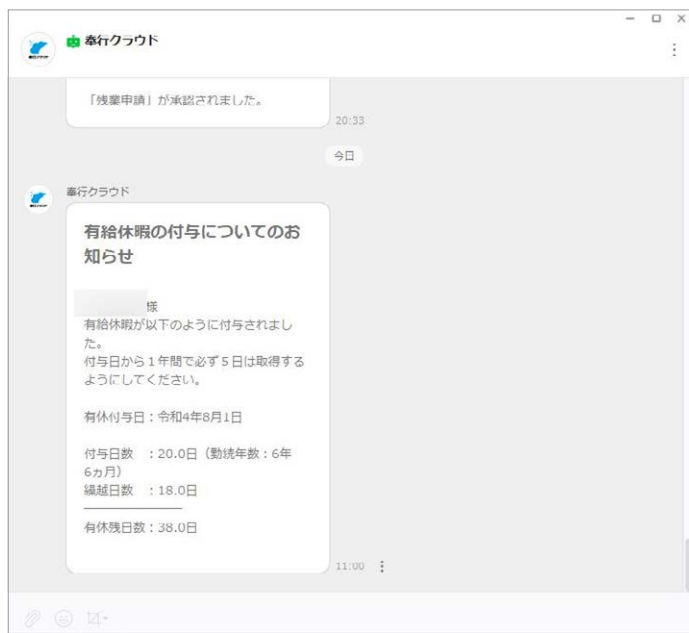 奉行クラウド
「残業申請」が承認されました。
20:33
今日
奉行クラウド
有給休暇の付与についてのお
知らせ
様
有給休暇が以下のように付与されまし
た。
付与日から1年間で必ず5日は取得する
ようにしてください。
有休付与日:令和4年8月1日
付与日数 :20.0日(勤続年数:6年
6ヵ月)
繰越日数 :18.0日
有休残日数:38.0日
11:00